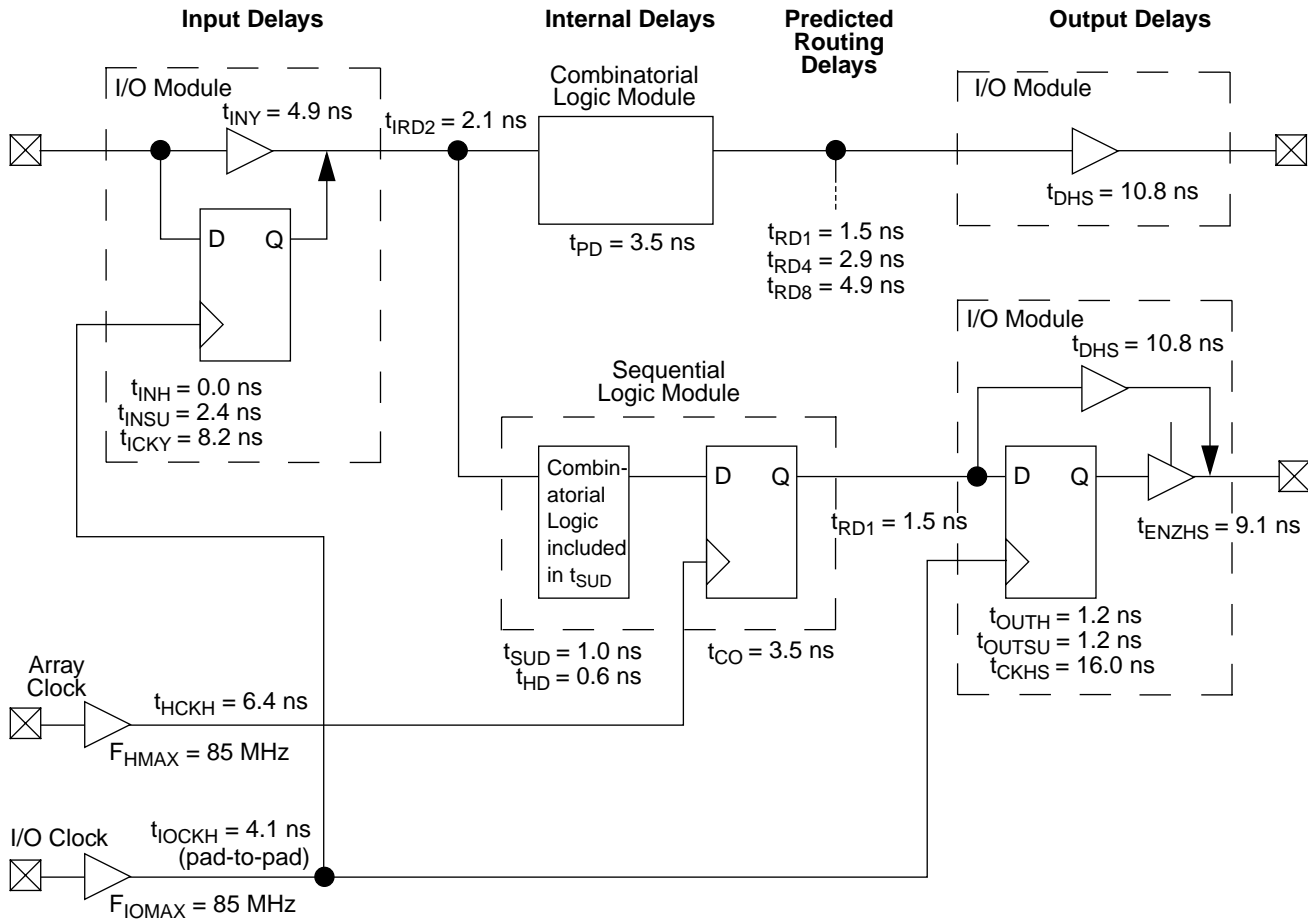 Input Delays
Internal Delays
Predicted
Routing
Delays
Output Delays
I/O Module
tINY = 4.9 ns
tIRD2 = 2.1 ns
Combinatorial
Logic Module
I/O Module
D
Q
tPD = 3.5 ns
tRD1 = 1.5 ns
tRD4 = 2.9 ns
tRD8 = 4.9 ns
tDHS = 10.8 ns
tINH = 0.0 ns
tINSU = 2.4 ns
tICKY = 8.2 ns
Sequential
Logic Module
I/O Module
tDHS = 10.8 ns
Combin-
atorial
Logic
included
in tSUD
D
Q
tRD1 = 1.5 ns
D
Q
tENZHS = 9.1 ns
tSUD = 1.0 ns
tHD = 0.6 ns
tCO = 3.5 ns
tOUTH = 1.2 ns
tOUTSU = 1.2 ns
tCKHS = 16.0 ns
Array
Clock
tHCKH = 6.4 ns
FHMAX = 85 MHz
I/O Clock
tIOCKH = 4.1 ns
(pad-to-pad)
FIOMAX = 85 MHz